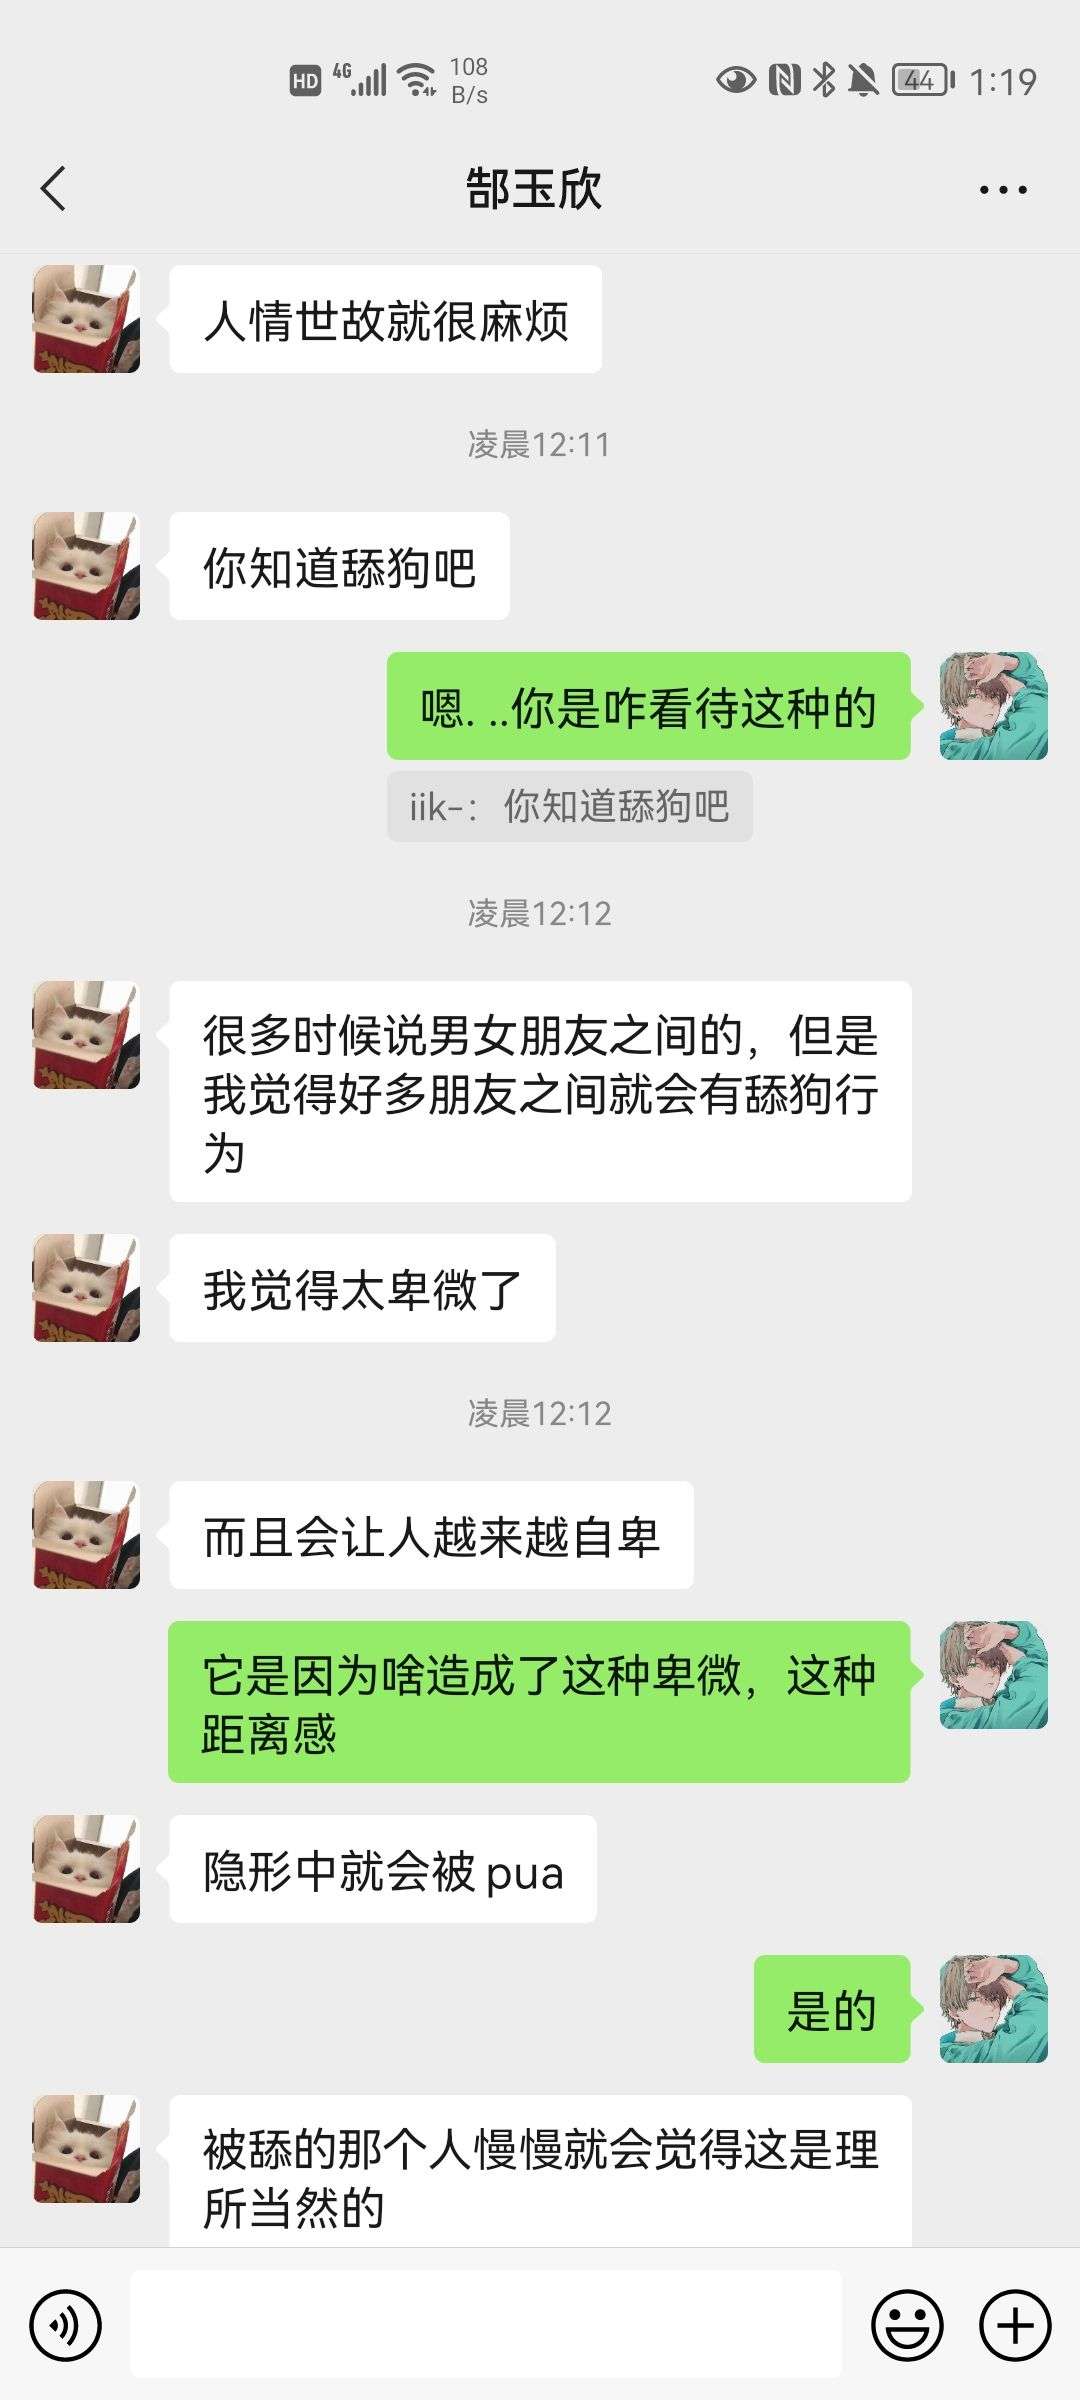 HD 4G 108 B/s 44 1:19
郜玉欣
人情世故就很麻烦
凌晨12:11
你知道舔狗吧
嗯. ..你是咋看待这种的
iik-：你知道舔狗吧
凌晨12:12
很多时候说男女朋友之间的，但是
我觉得好多朋友之间就会有舔狗行
为
我觉得太卑微了
凌晨12:12
而且会让人越来越自卑
它是因为啥造成了这种卑微，这种
距离感
隐形中就会被 pua
是的
被舔的那个人慢慢就会觉得这是理
所当然的